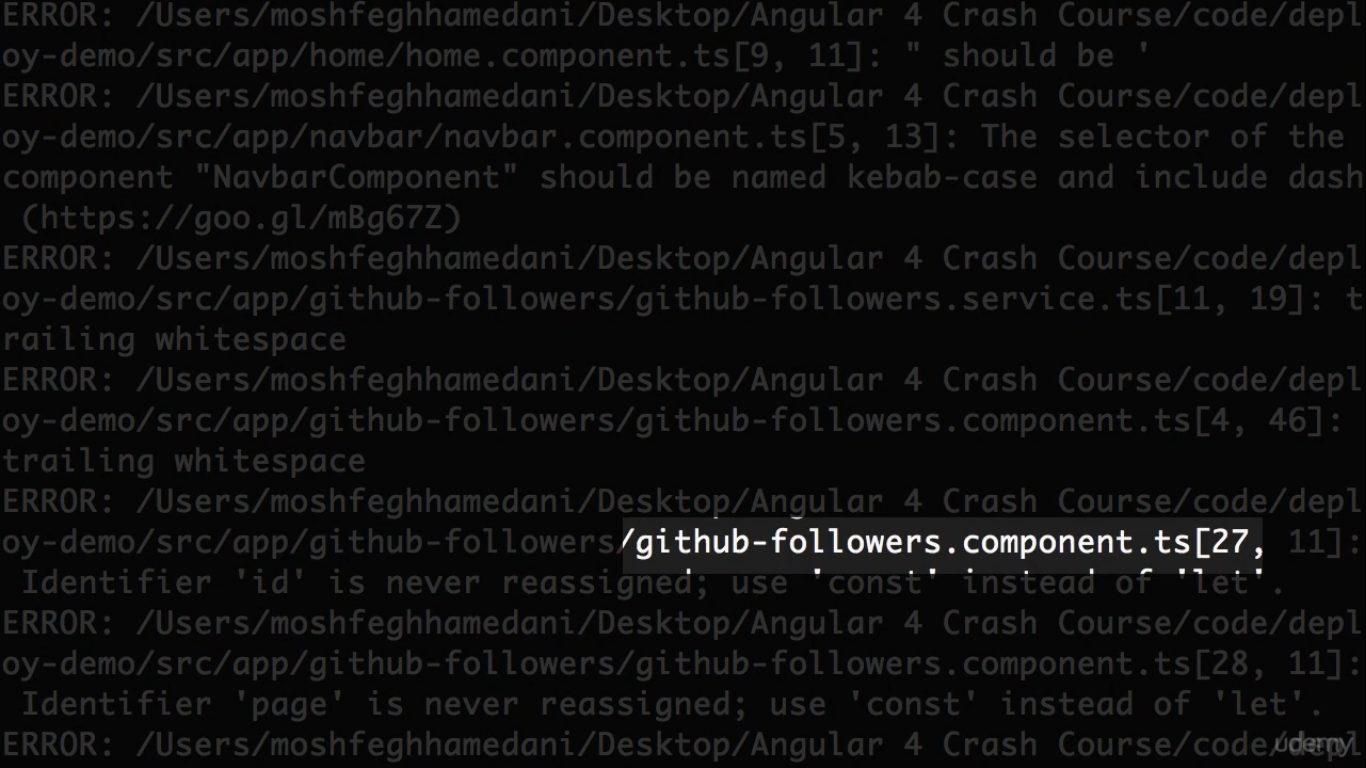 ERROR: /Users/moshfeghhamedani/Desktop/Angular 4 Crash Course/code/depl
oy-demo/src/app/home/home.component.ts[9, 11]: " should be '
ERROR: /Users/moshfeghhamedani/Desktop/Angular 4 Crash Course/code/depl
oy-demo/src/app/navbar/navbar.component.ts[5, 13]: The selector of the
component "NavbarComponent" should be named kebab-case and include dash
(https://goo.gl/mBg67Z)
ERROR: /Users/moshfeghhamedani/Desktop/Angular 4 Crash Course/code/depl
oy-demo/src/app/github-followers/github-followers.service.ts[11, 19]: t
railing whitespace
ERROR: /Users/moshfeghhamedani/Desktop/Angular 4 Crash Course/code/depl
oy-demo/src/app/github-followers/github-followers.component.ts[4, 46]:
trailing whitespace
ERROR: /Users/moshfeghhamedani/Desktop/Angular 4 Crash Course/code/depl
oy-demo/src/app/github-followers/github-followers.component.ts[27, 11]:
Identifier 'id' is never reassigned; use 'const' instead of 'let'.
ERROR: /Users/moshfeghhamedani/Desktop/Angular 4 Crash Course/code/depl
oy-demo/src/app/github-followers/github-followers.component.ts[28, 11]:
Identifier 'page' is never reassigned; use 'const' instead of 'let'.
ERROR: /Users/moshfeghhamedani/Desktop/Angular 4 Crash Course/code/depl
udemy